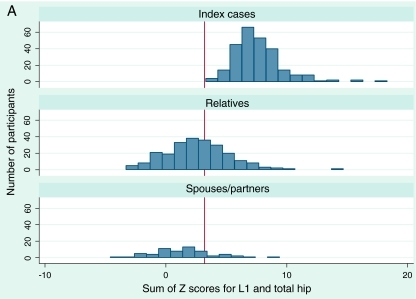 A
Index cases
60
40
20
0
Relatives
60
40
20
0
Spouses/partners
60
40
20
0
Number of participants
-10
0
10
20
Sum of Z scores for L1 and total hip